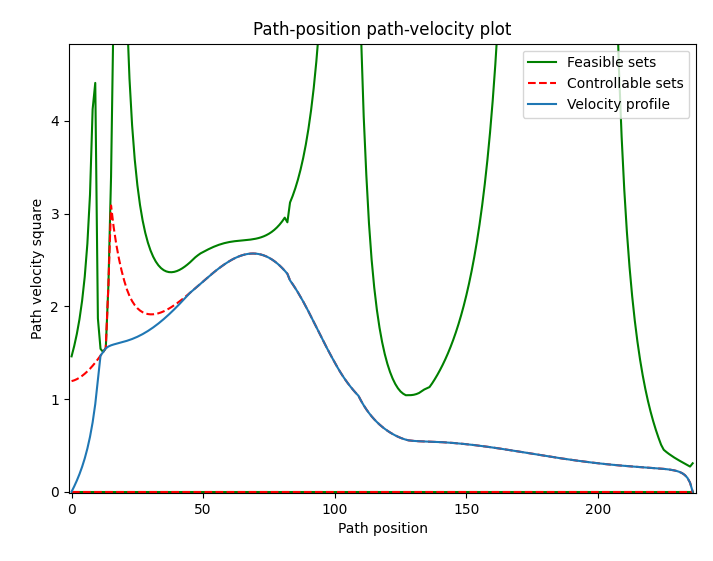 Path-position path-velocity plot
Feasible sets
Controllable sets
Velocity profile
Path velocity square
4
3
2
1
0
0 50 100 150 200
Path position